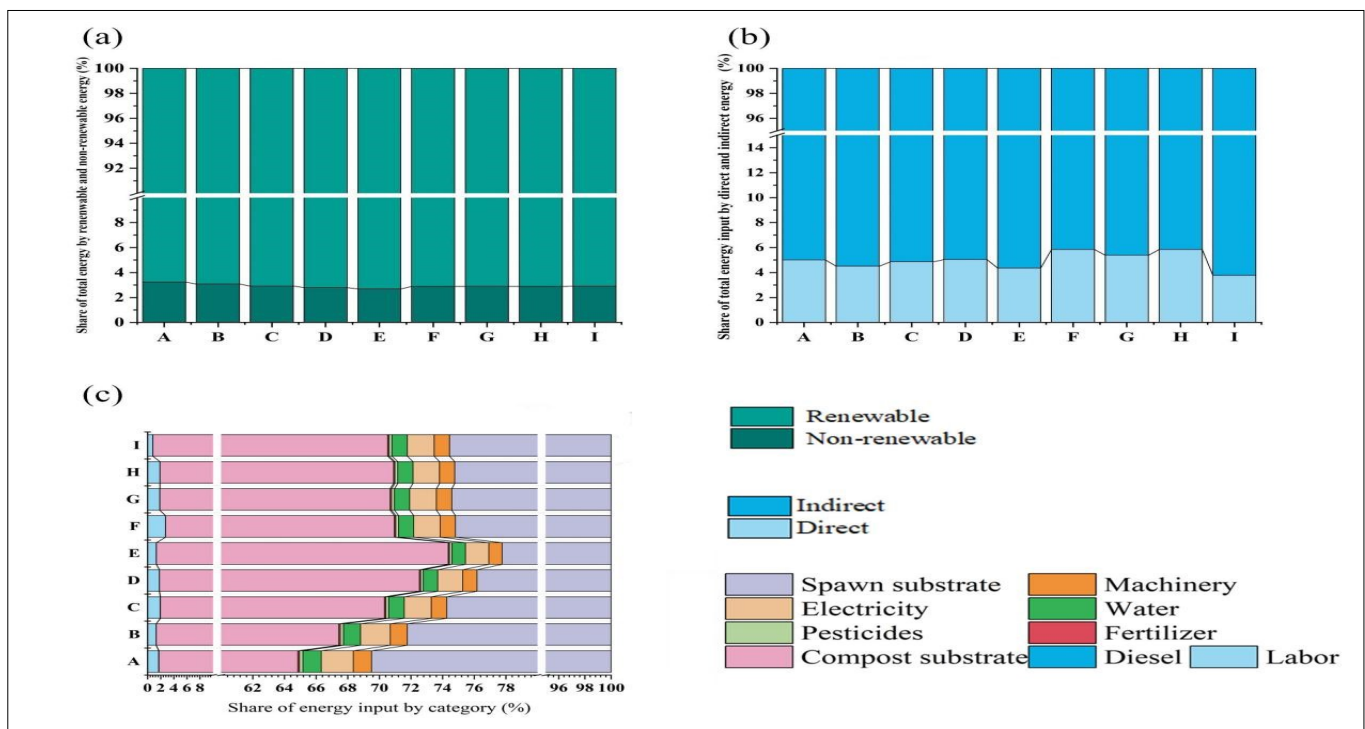 (a)
Share of total energy by renenwable and non-renewable energy (%)
100
98
96
94
92
8
6
4
2
0
A B C D E F G H I
(b)
Share of total energy input by direct and indirect energy (%)
100
98
96
14
12
10
8
6
4
2
0
A B C D E F G H I
(c)
I
H
G
F
E
D
C
B
A
0 2 4 6 8 62 64 66 68 70 72 74 76 78 96 98 100
Share of energy input by category (%)
Renewable
Non-renewable
Indirect
Direct
Spawn substrate Machinery
Electricity Water
Pesticides Fertilizer
Compost substrate Diesel Labor